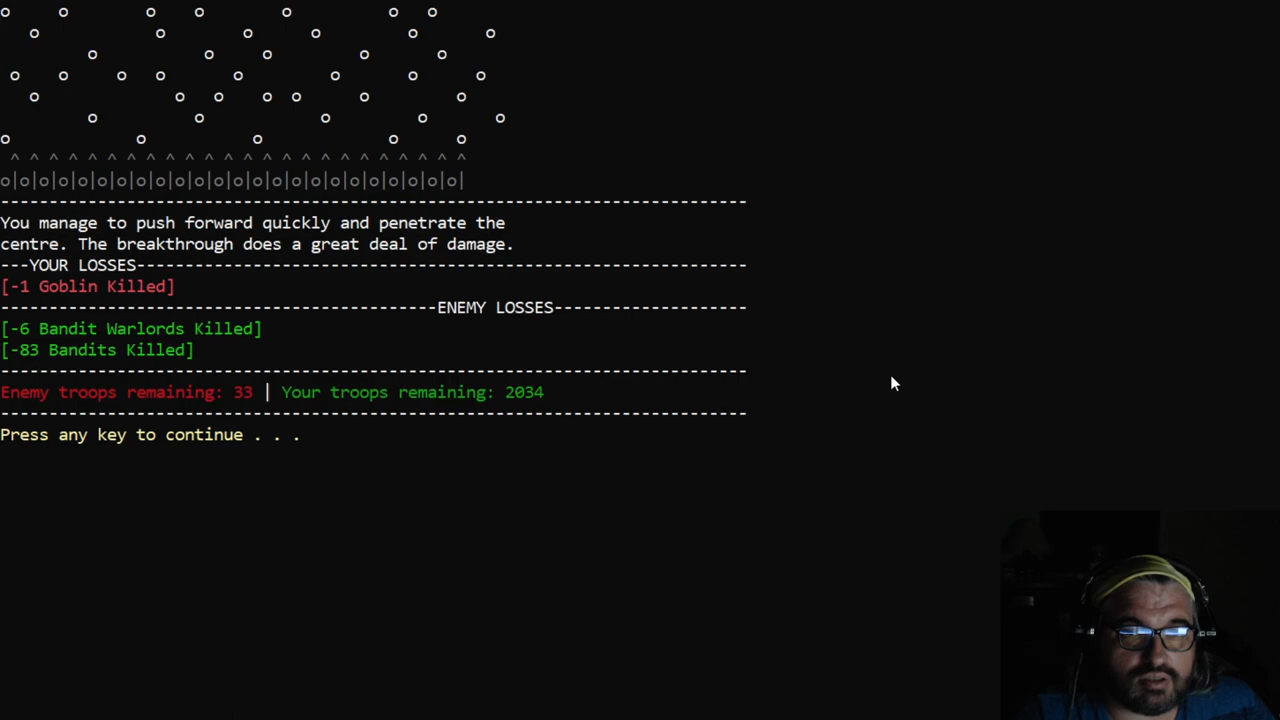 o     o        o    o        o          o   o
   o            o        o      o         o       o
         o           o     o         o       o
 o    o     o   o       o         o       o      o
   o              o   o    o  o      o         o
         o          o            o         o       o
o             o           o             o      o
 ^ ^ ^ ^ ^ ^ ^ ^ ^ ^ ^ ^ ^ ^ ^ ^ ^ ^ ^ ^ ^ ^ ^ ^
o|o|o|o|o|o|o|o|o|o|o|o|o|o|o|o|o|o|o|o|o|o|o|o|
-----------------------------------------------------------------------------
You manage to push forward quickly and penetrate the
centre. The breakthrough does a great deal of damage.
---YOUR LOSSES---------------------------------------------------------------
[-1 Goblin Killed]
---------------------------------------------ENEMY LOSSES--------------------
[-6 Bandit Warlords Killed]
[-83 Bandits Killed]
-----------------------------------------------------------------------------
Enemy troops remaining: 33 | Your troops remaining: 2034
-----------------------------------------------------------------------------
Press any key to continue . . .